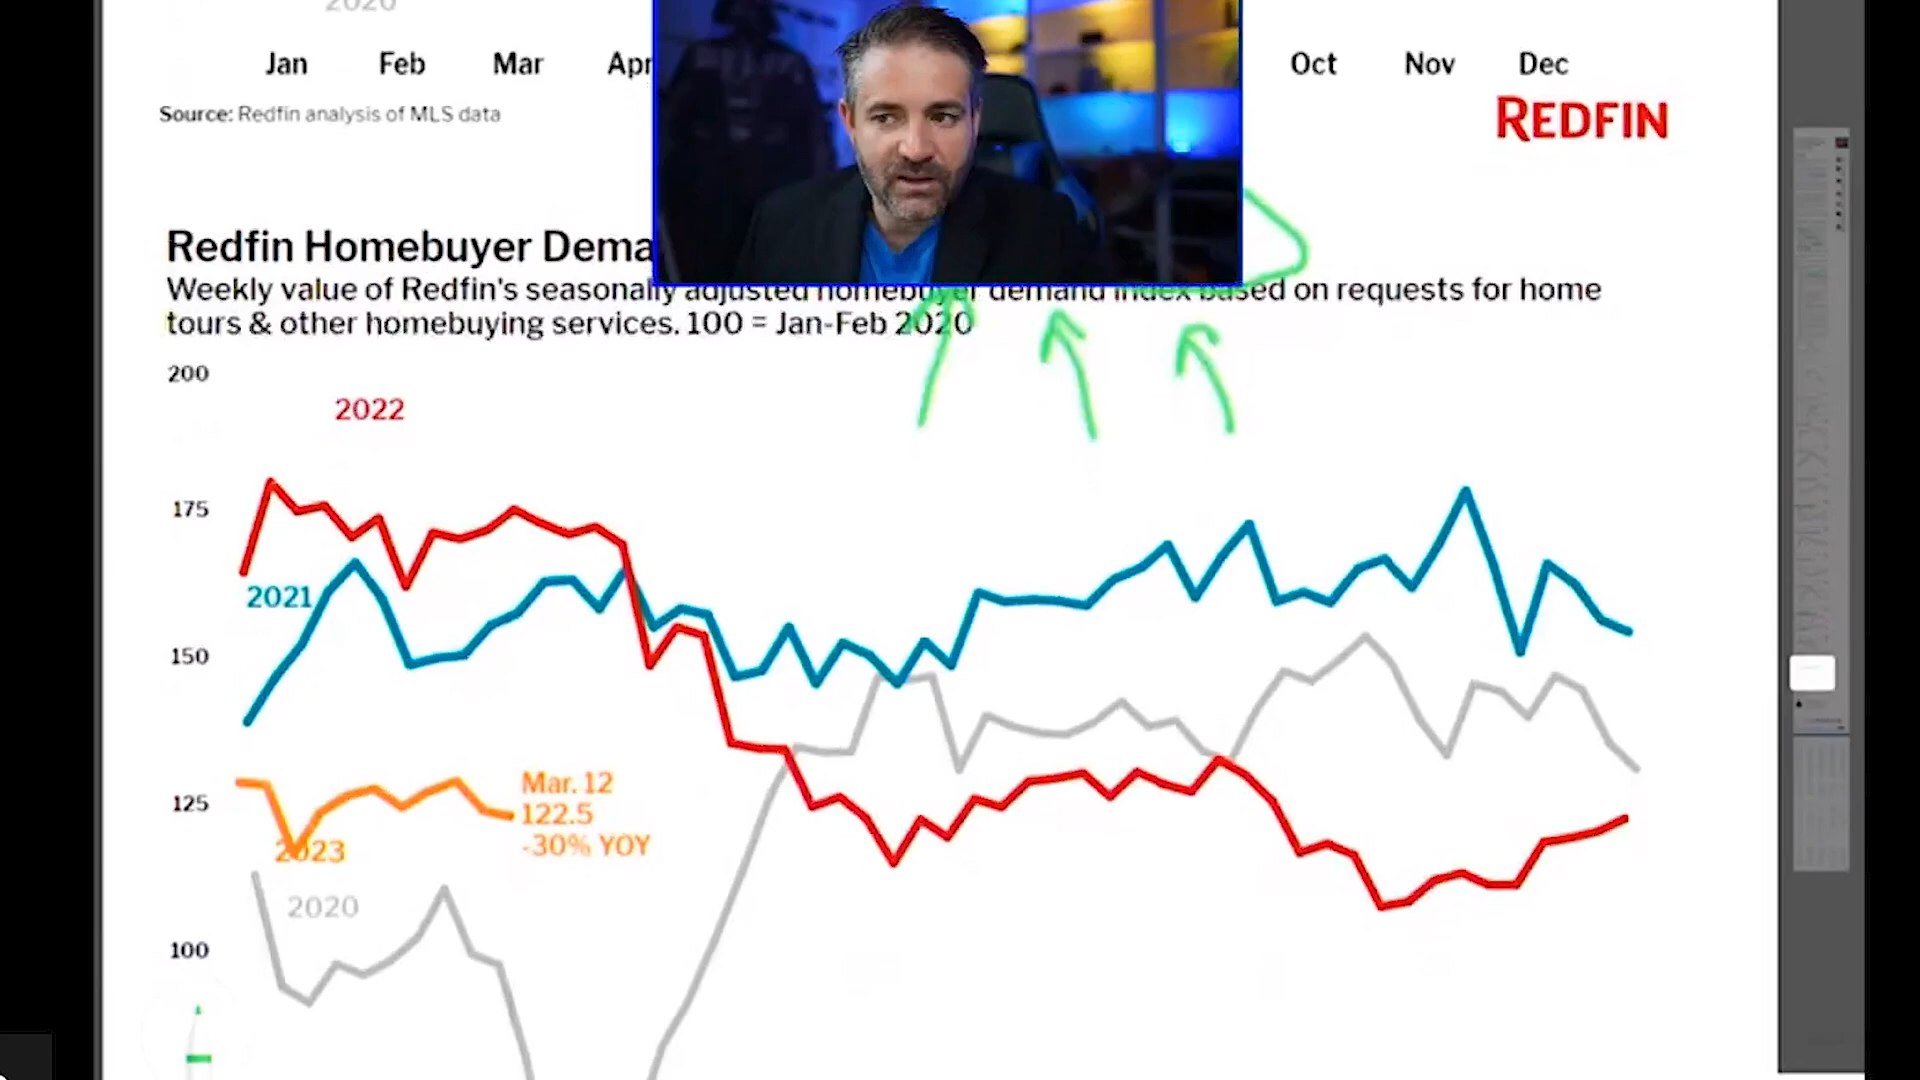 2020
Jan Feb Mar Apr Oct Nov Dec
Source: Redfin analysis of MLS data
REDFIN
Redfin Homebuyer Dema
Weekly value of Redfin's seasonally adjusted homebuyer demand index based on requests for home
tours & other homebuying services. 100 = Jan-Feb 2020
200
2022
175
2021
150
Mar. 12
125
122.5
2023
-30% YOY
2020
100